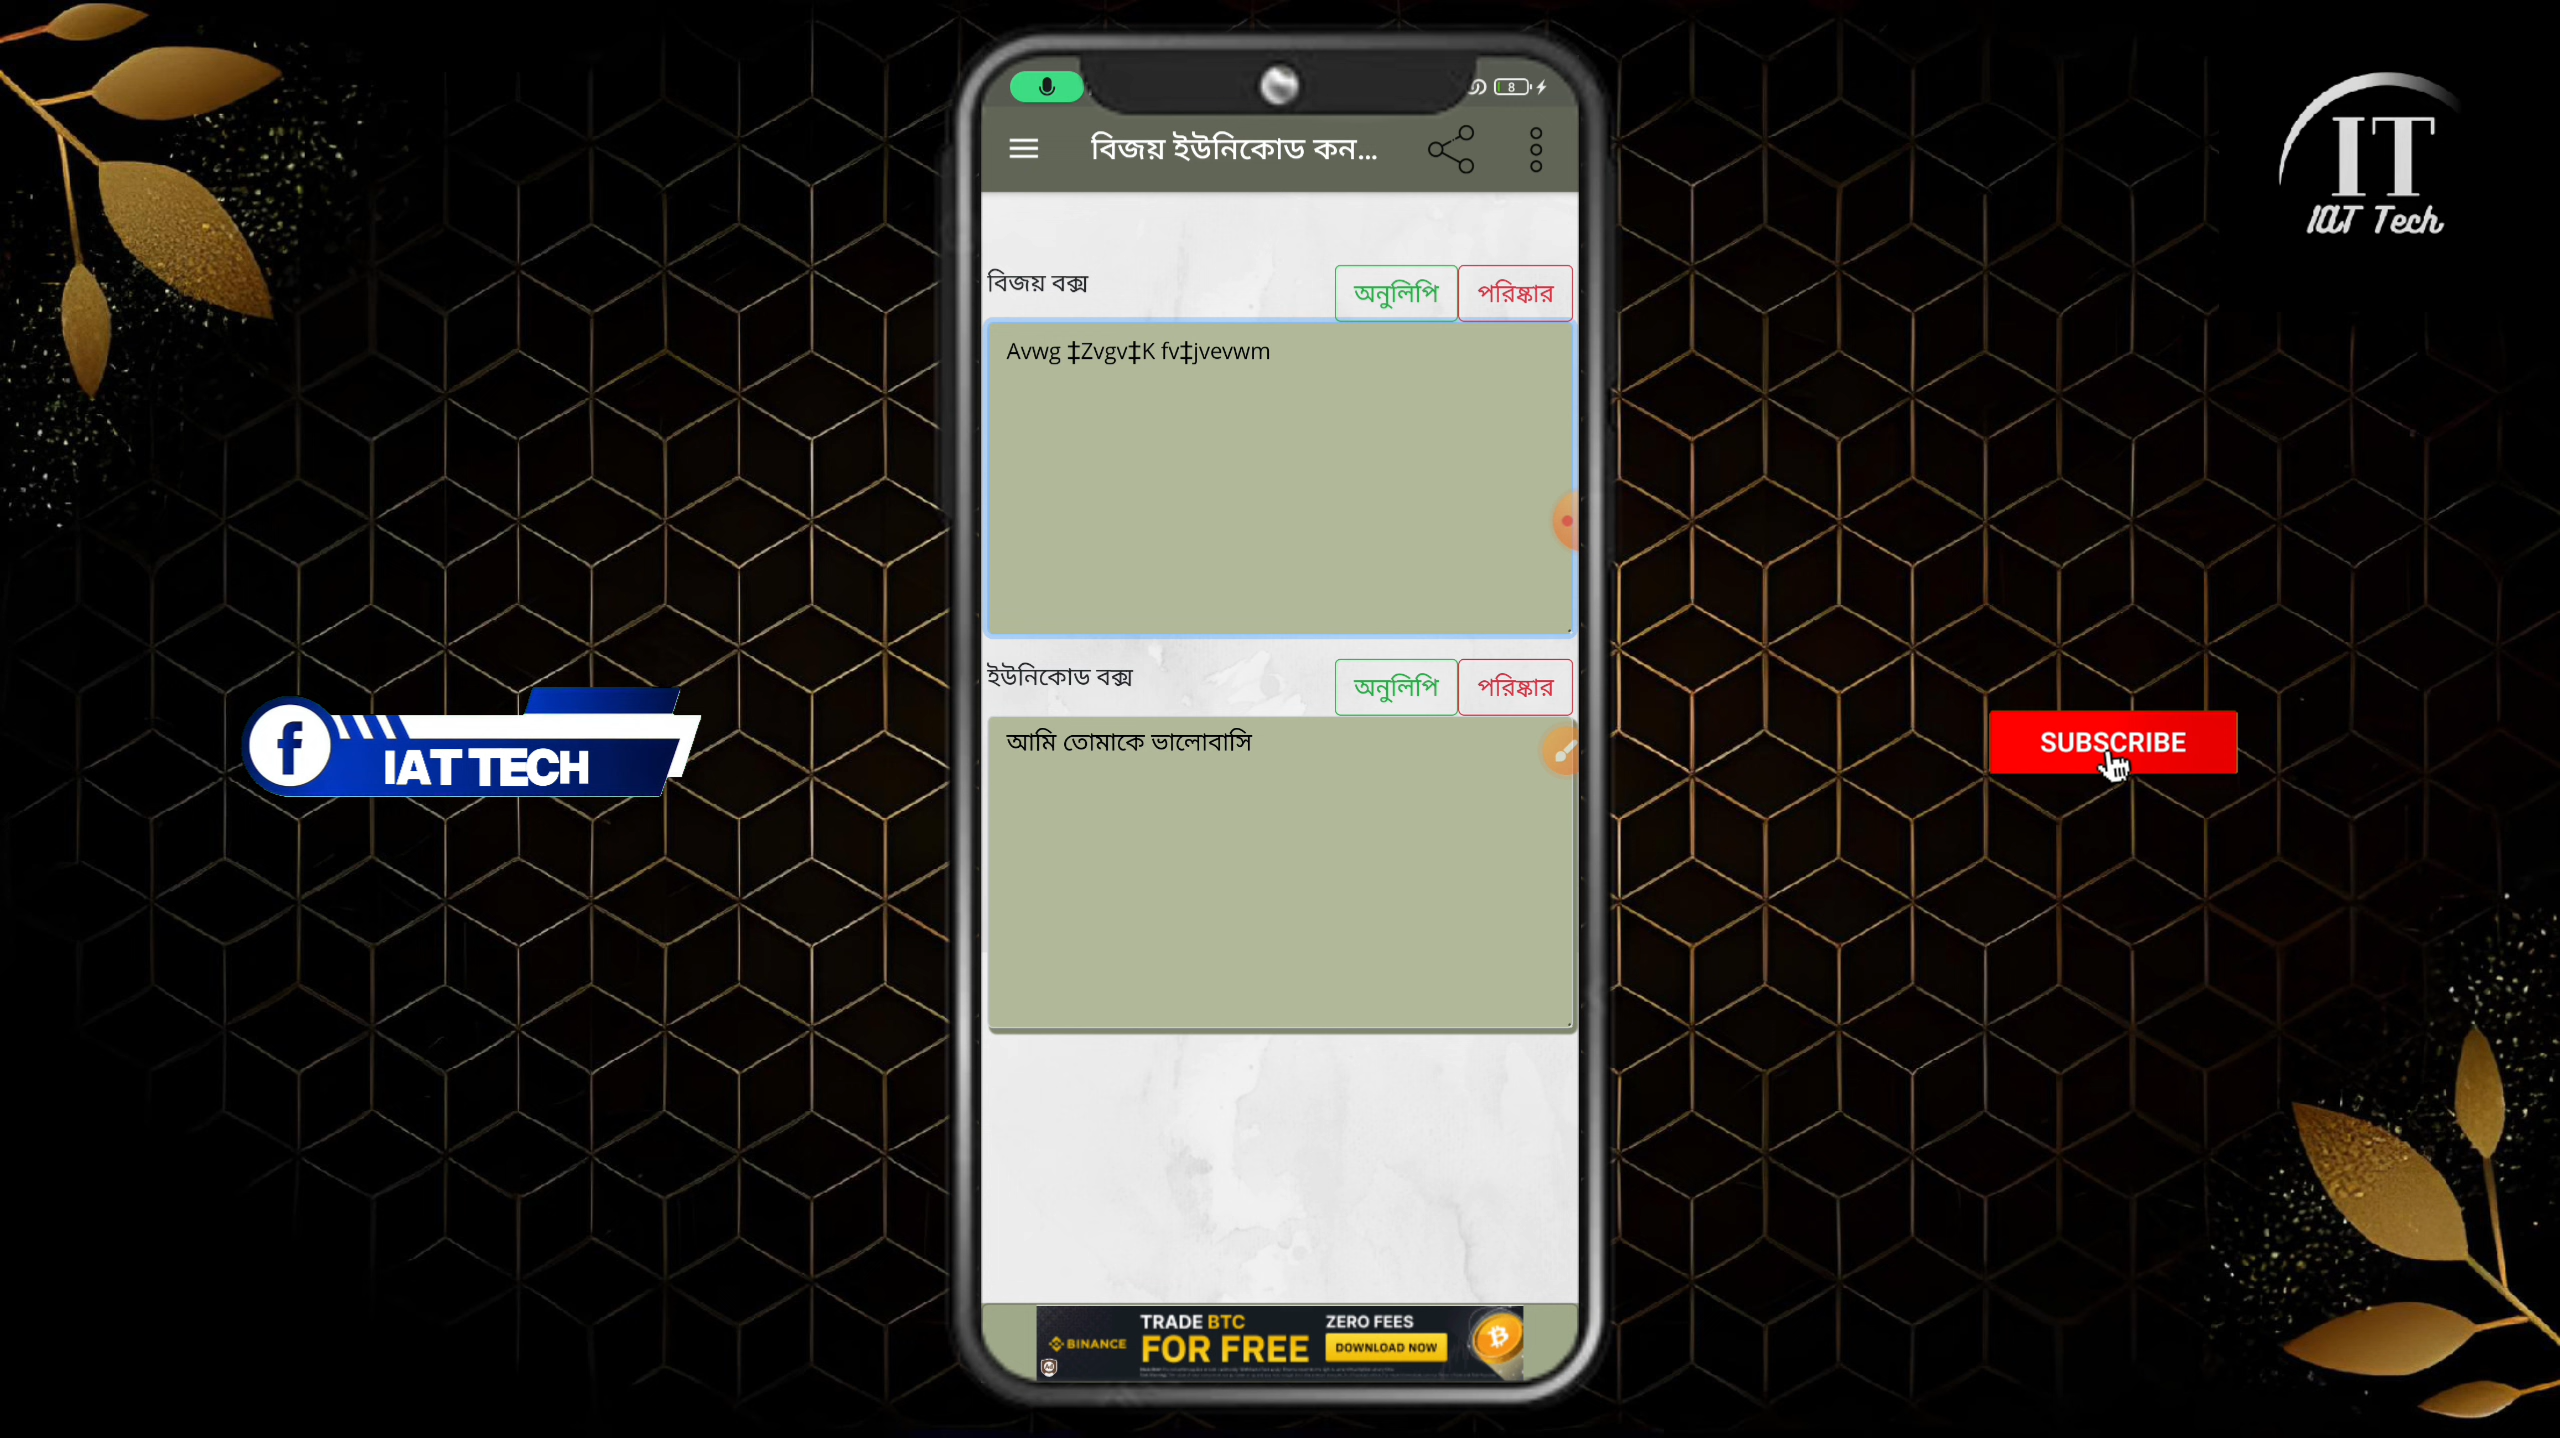 8
বিজয় ইউনিকোড কন...
IT
IAT Tech
বিজয় বক্স
অনুলিপি
পরিষ্কার
Avwg ‡Zvgv‡K fv‡jvevwm
ইউনিকোড বক্স
অনুলিপি
পরিষ্কার
আমি তোমাকে ভালোবাসি
f
IAT TECH
SUBSCRIBE
BINANCE
TRADE BTC
FOR FREE
ZERO FEES
DOWNLOAD NOW